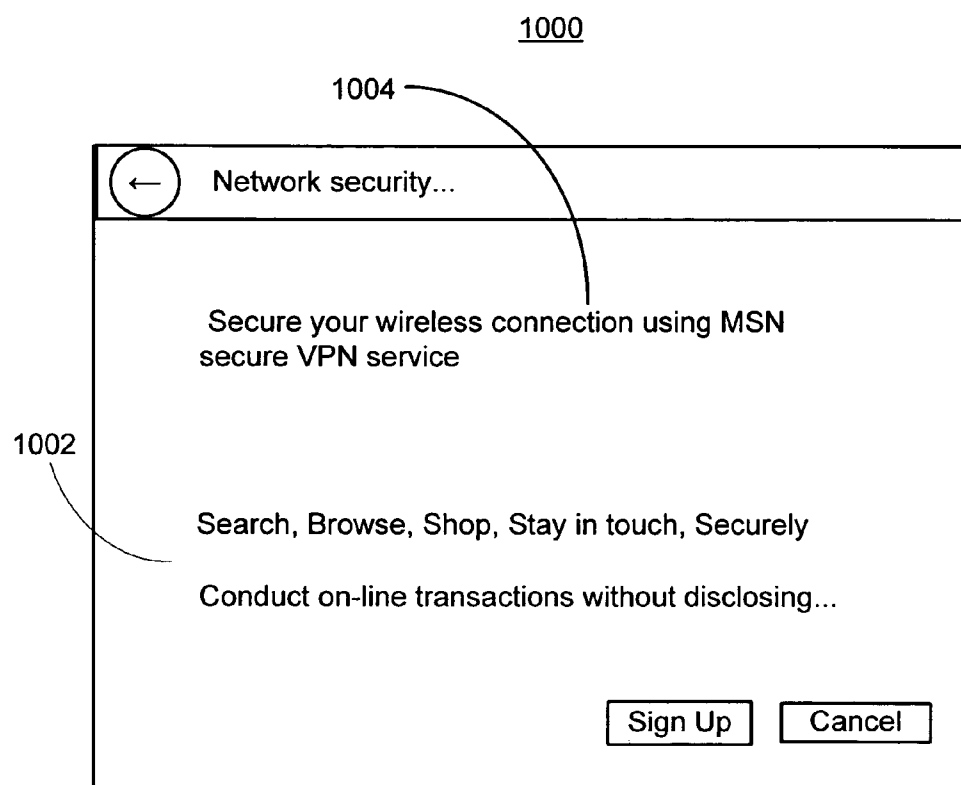 1000
1004
← Network security...
Secure your wireless connection using MSN
secure VPN service
1002
Search, Browse, Shop, Stay in touch, Securely
Conduct on-line transactions without disclosing...
Sign Up Cancel